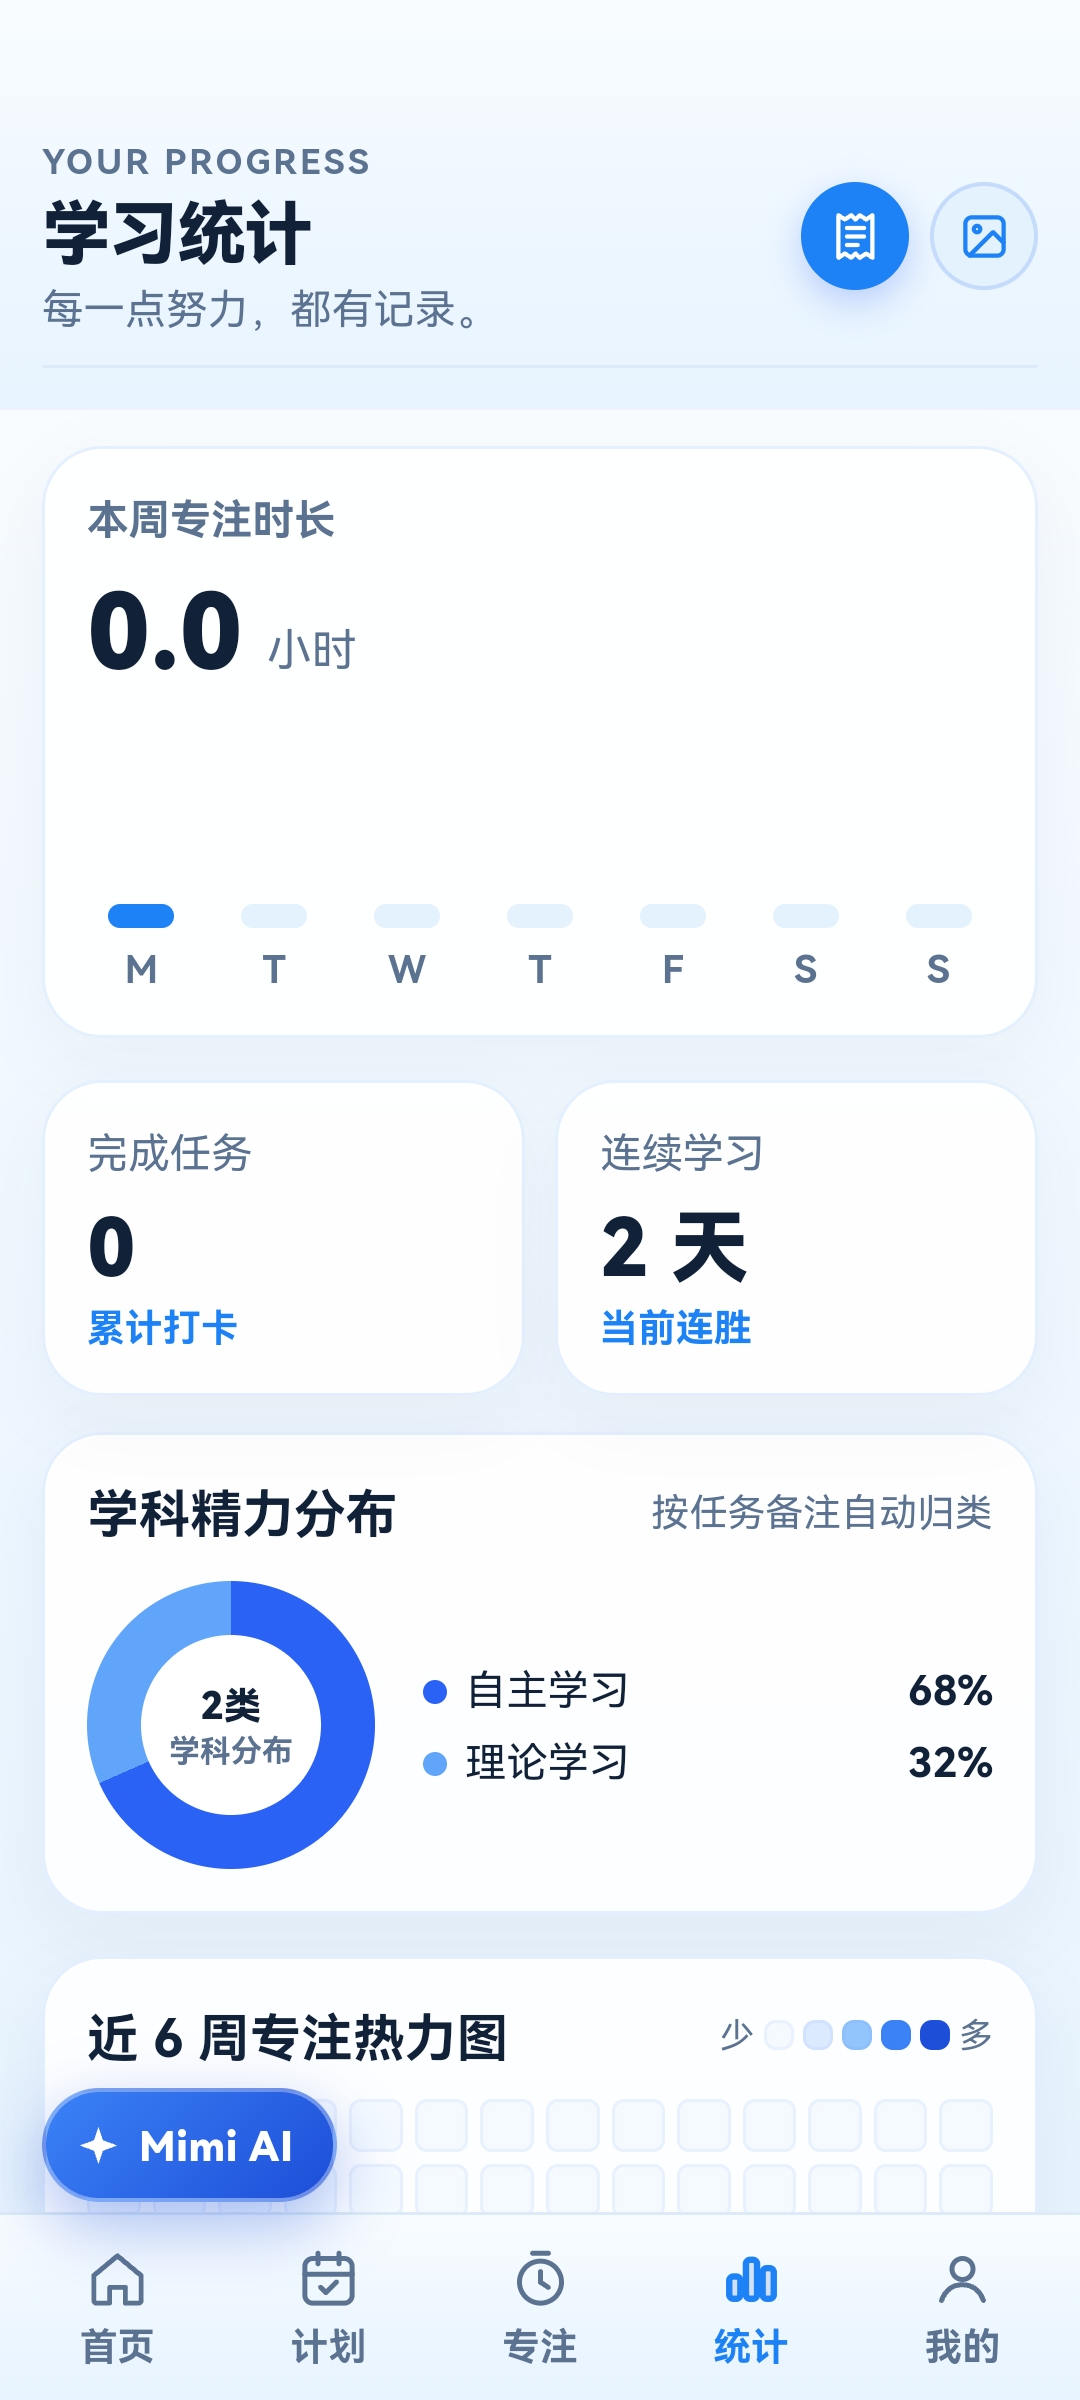 YOUR PROGRESS
学习统计
每一点努力，都有记录。
本周专注时长
0.0 小时
M T W T F S S
完成任务
0
累计打卡
连续学习
2 天
当前连胜
学科精力分布
按任务备注自动归类
2类
学科分布
自主学习 68%
理论学习 32%
近 6 周专注热力图
少 多
Mimi AI
首页 计划 专注 统计 我的